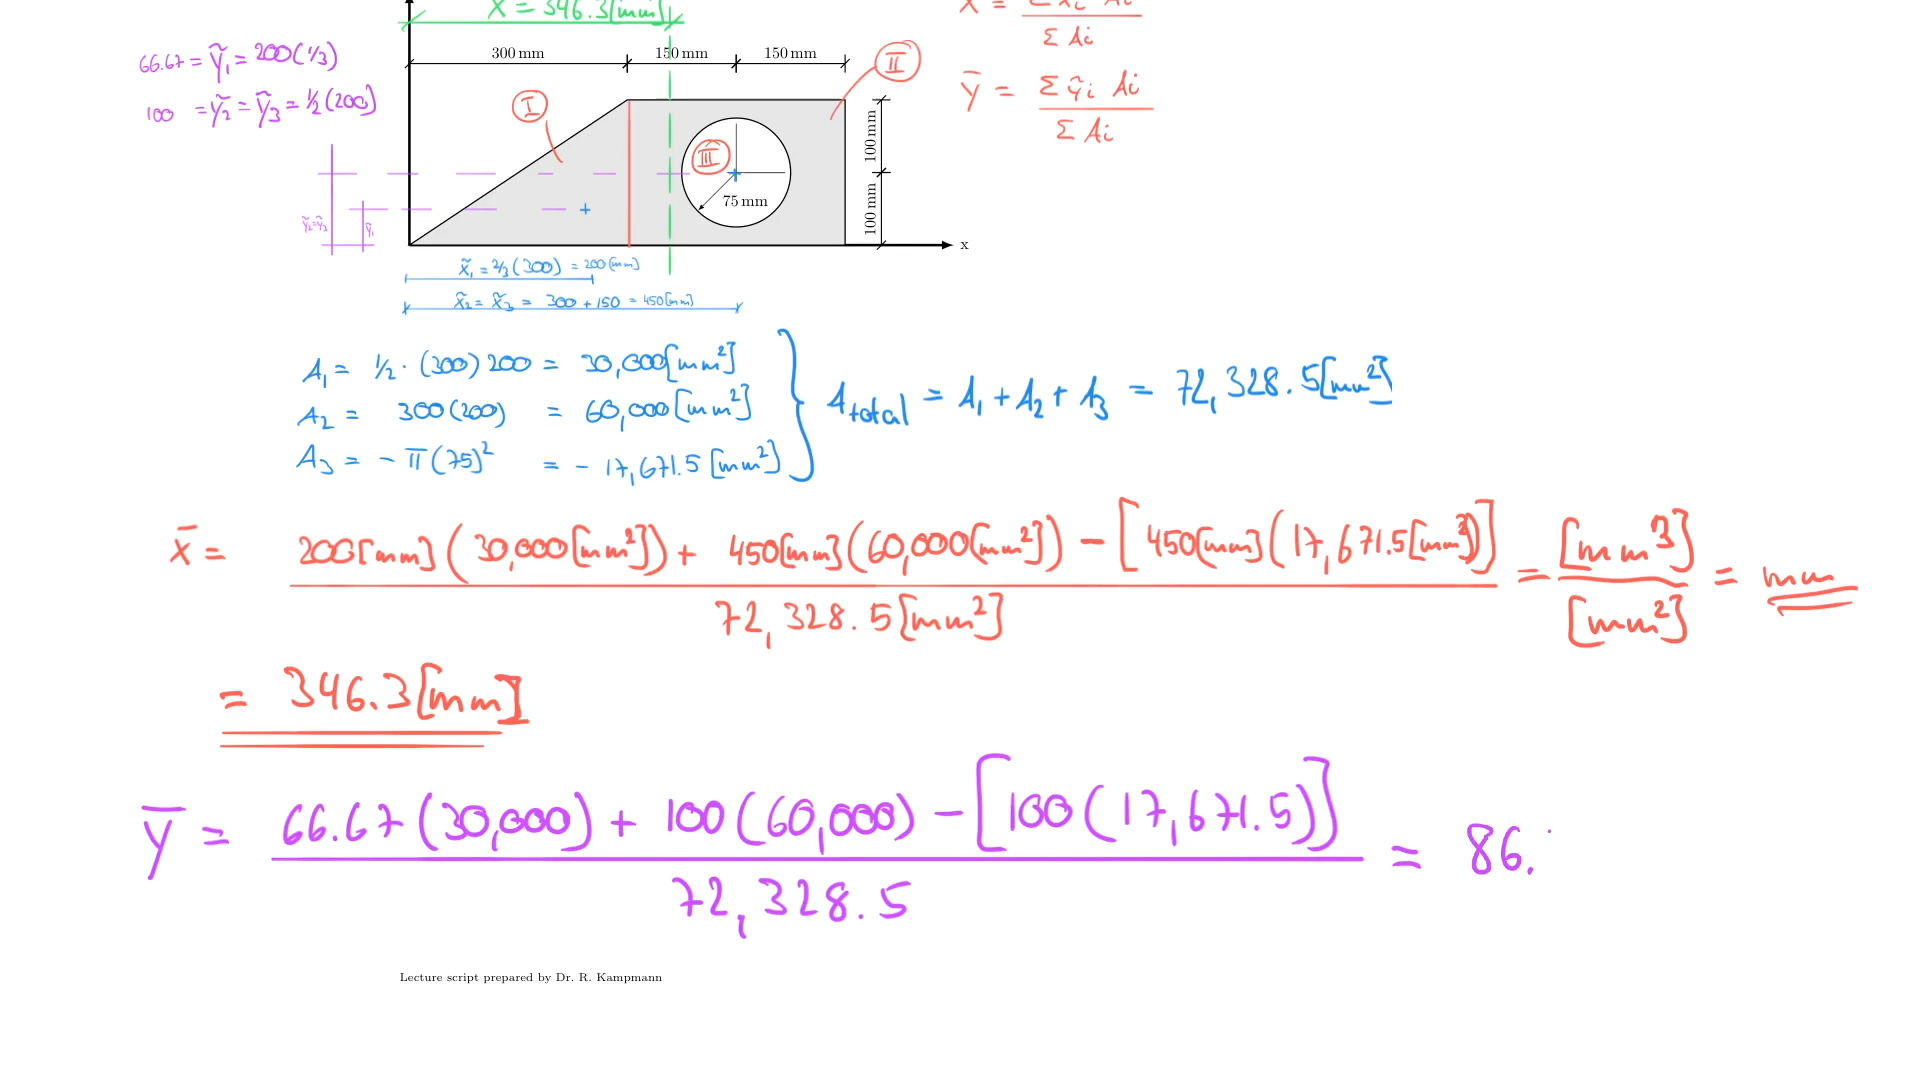 X = 346.3[mm]
66.67 = ỹ₁ = 200(1/3)
100 = ỹ₂ = ỹ₃ = 1/2(200)
300 mm 150 mm 150 mm
I
II
III
75 mm
100 mm
100 mm
x
ỹ₂=ỹ₃
ỹ₁
Σ Ai
ȳ = Σ ỹi Ai
Σ Ai
x̃₁ = 2/3(300) = 200[mm]
x̃₂ = x̃₃ = 300 + 150 = 450[mm]
A₁ = 1/2 · (300) 200 = 30,000[mm²]
A₂ = 300(200) = 60,000[mm²]
A₃ = - π(75)² = - 17,671.5[mm²]
A total = A₁ + A₂ + A₃ = 72,328.5[mm²]
x̄ = 200[mm](30,000[mm²]) + 450[mm](60,000[mm²]) - [450[mm](17,671.5[mm²])] = [mm³] = mm
72,328.5[mm²] [mm²]
= 346.3[mm]
ȳ = 66.67(30,000) + 100(60,000) - [100(17,671.5)] = 86.
72,328.5
Lecture script prepared by Dr. R. Kampmann